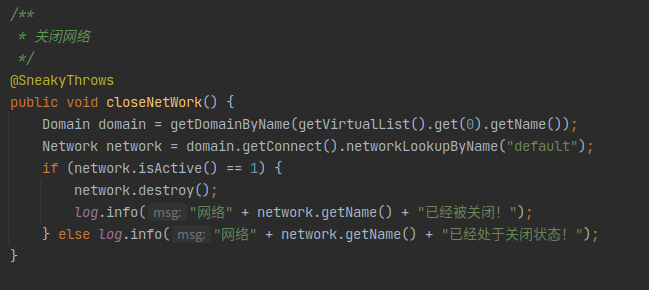 /**
 * 关闭网络
 */
@SneakyThrows
public void closeNetWork() {
    Domain domain = getDomainByName(getVirtualList().get(0).getName());
    Network network = domain.getConnect().networkLookupByName("default");
    if (network.isActive() == 1) {
        network.destroy();
        log.info( msg: "网络" + network.getName() + "已经被关闭！");
    } else log.info( msg: "网络" + network.getName() + "已经处于关闭状态！");
}